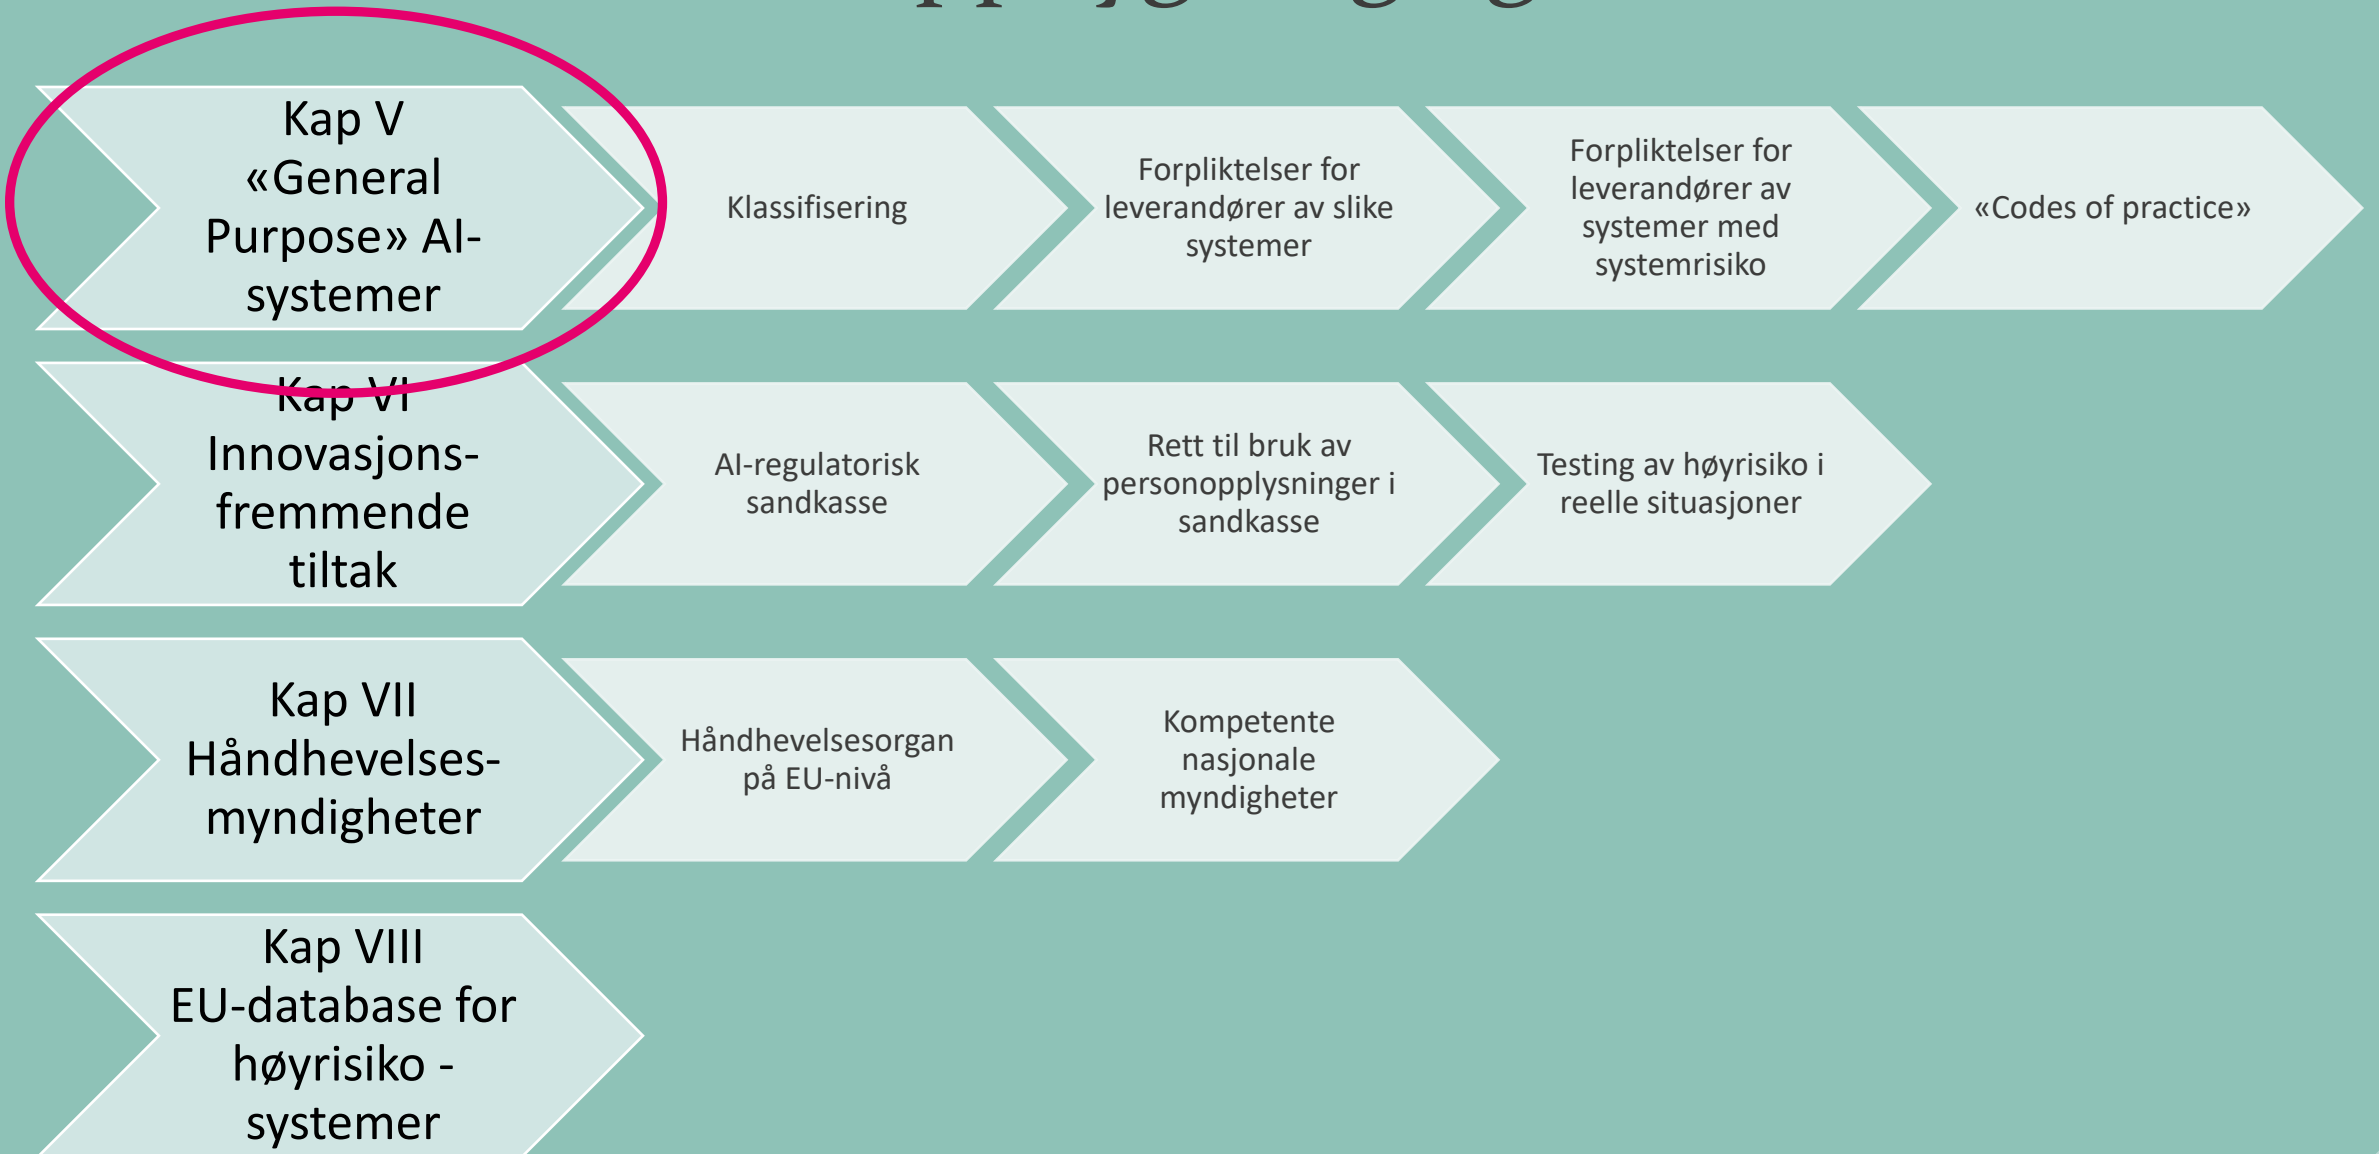 Kap V
«General
Purpose» AI-
systemer
Klassifisering
Forpliktelser for
leverandører av slike
systemer
Forpliktelser for
leverandører av
systemer med
systemrisiko
«Codes of practice»
Kap VI
Innovasjons-
fremmende
tiltak
AI-regulatorisk
sandkasse
Rett til bruk av
personopplysninger i
sandkasse
Testing av høyrisiko i
reelle situasjoner
Kap VII
Håndhevelses-
myndigheter
Håndhevelsesorgan
på EU-nivå
Kompetente
nasjonale
myndigheter
Kap VIII
EU-database for
høyrisiko -
systemer